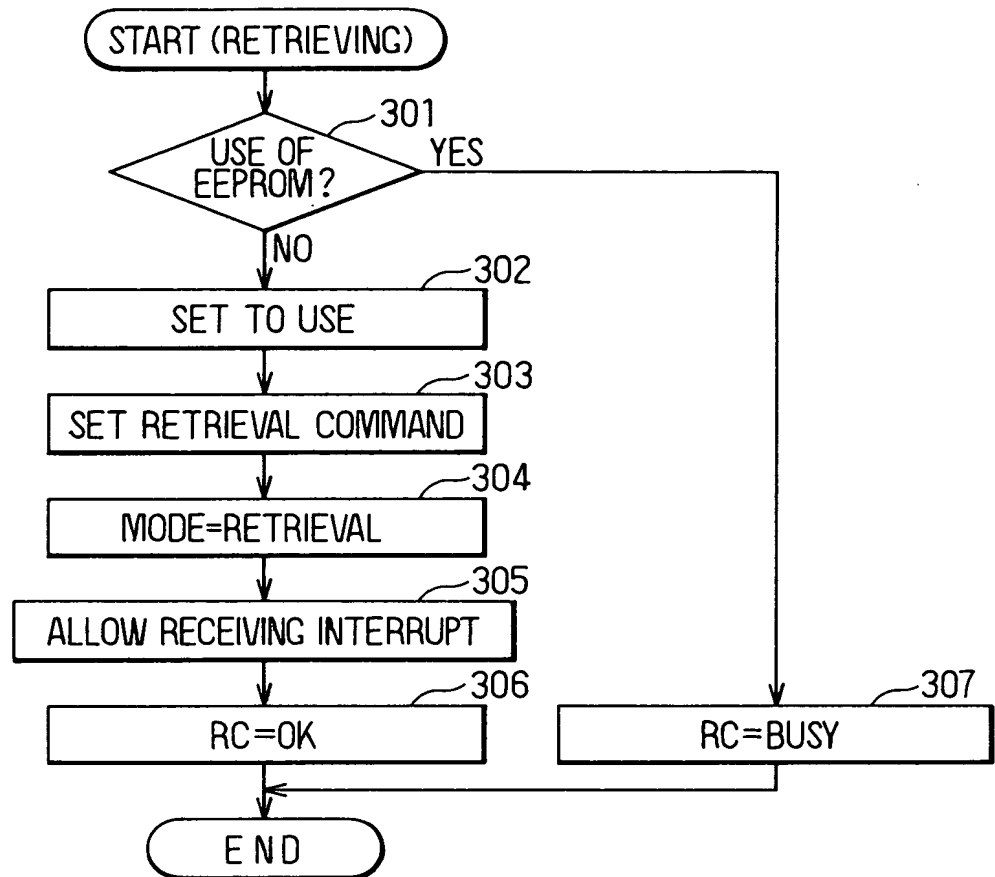 START (RETRIEVING)
301
USE OF
EEPROM?
YES
NO
302
SET TO USE
303
SET RETRIEVAL COMMAND
304
MODE=RETRIEVAL
305
ALLOW RECEIVING INTERRUPT
306
RC=OK
307
RC=BUSY
END